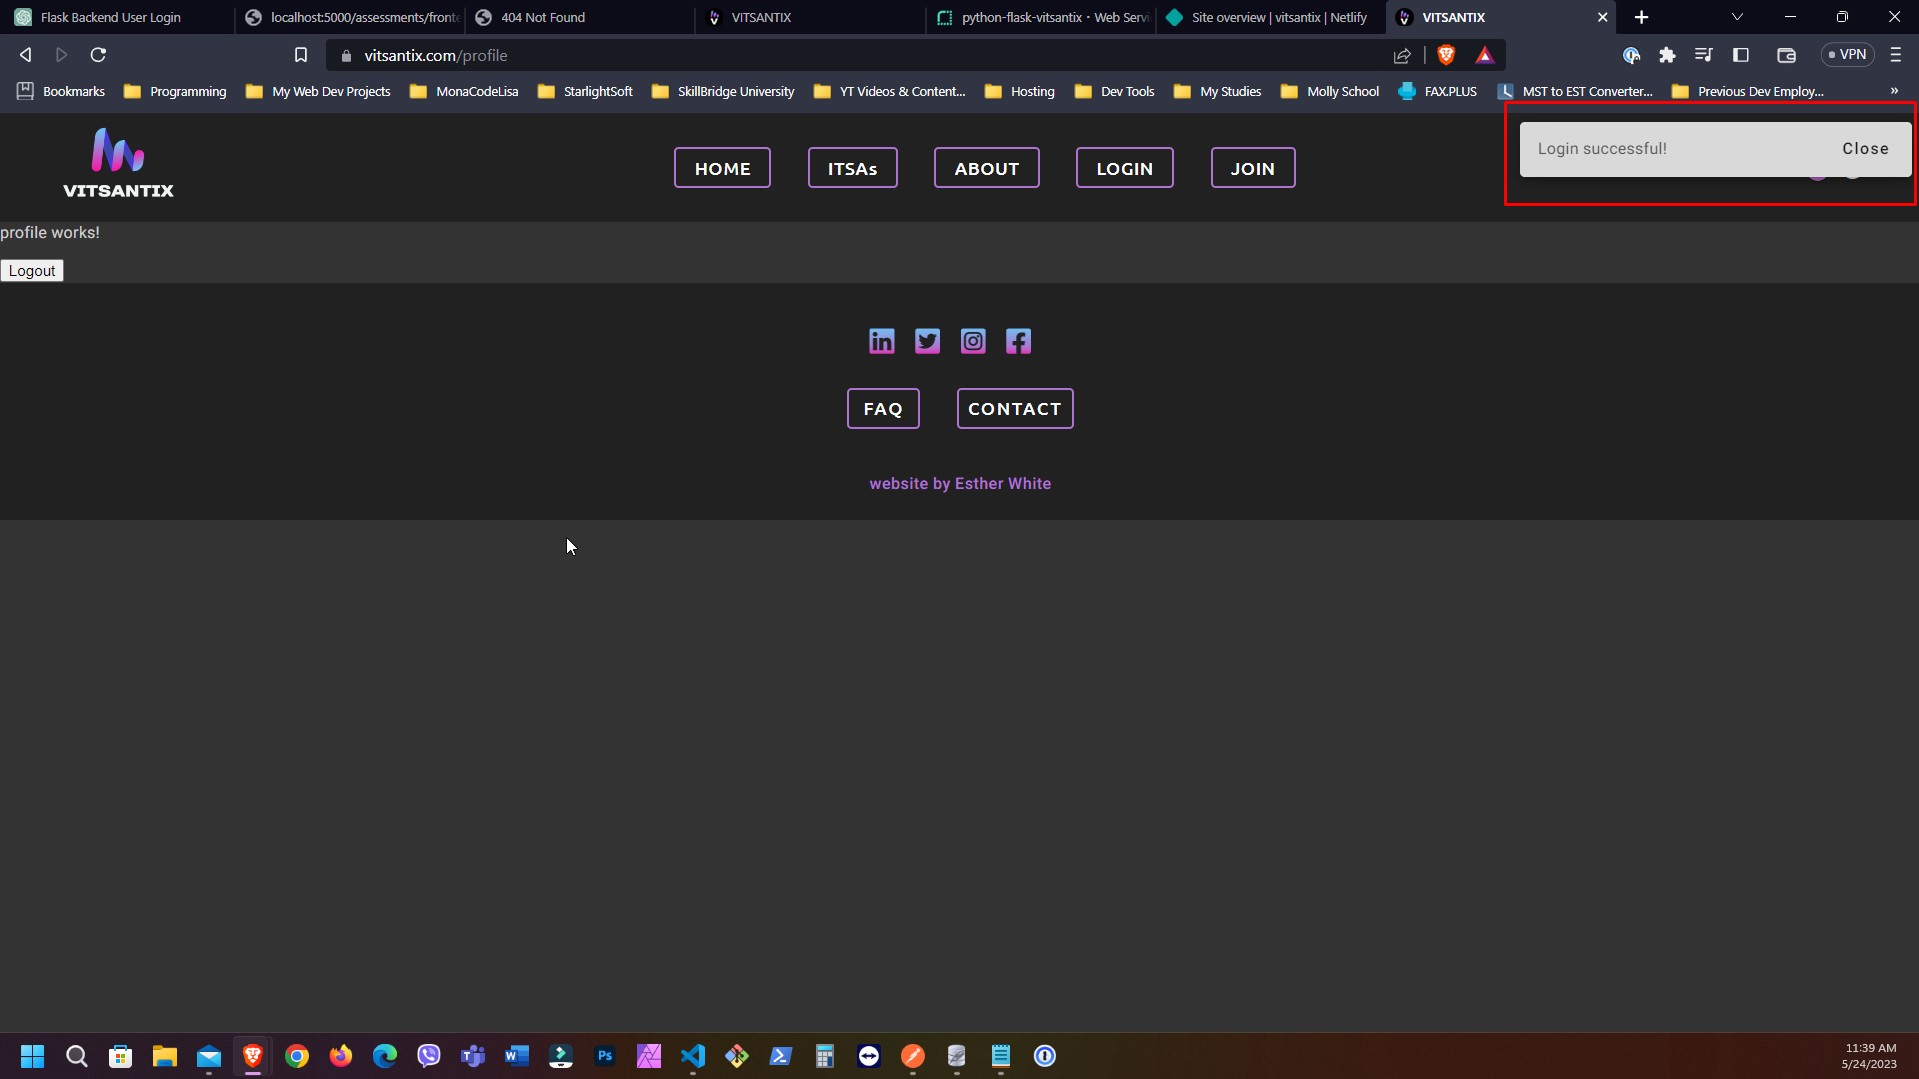 Flask Backend User Login
localhost:5000/assessments/fronte
404 Not Found
VITSANTIX
python-flask-vitsantix · Web Servi
Site overview | vitsantix | Netlify
VITSANTIX
vitsantix.com/profile
VPN
Bookmarks
Programming
My Web Dev Projects
MonaCodeLisa
StarlightSoft
SkillBridge University
YT Videos & Content...
Hosting
Dev Tools
My Studies
Molly School
FAX.PLUS
MST to EST Converter...
Previous Dev Employ...
»
VITSANTIX
HOME
ITSAs
ABOUT
LOGIN
JOIN
Login successful!
Close
profile works!
Logout
FAQ
CONTACT
website by Esther White
Ps
11:39 AM
5/24/2023